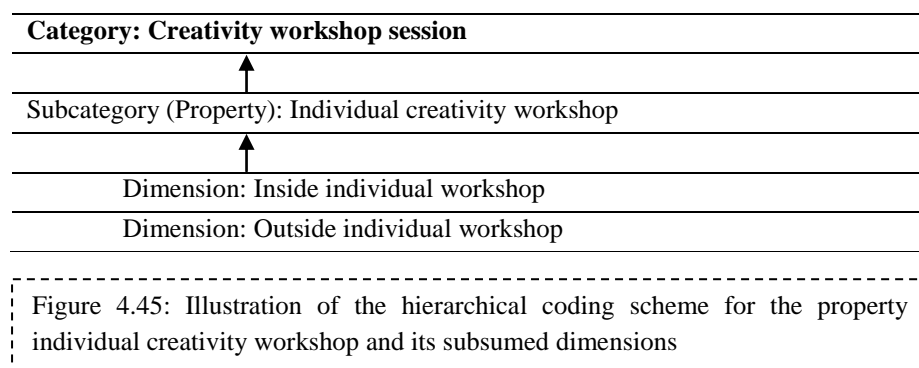 Category: Creativity workshop session
Subcategory (Property): Individual creativity workshop
Dimension: Inside individual workshop
Dimension: Outside individual workshop
Figure 4.45: Illustration of the hierarchical coding scheme for the property
individual creativity workshop and its subsumed dimensions